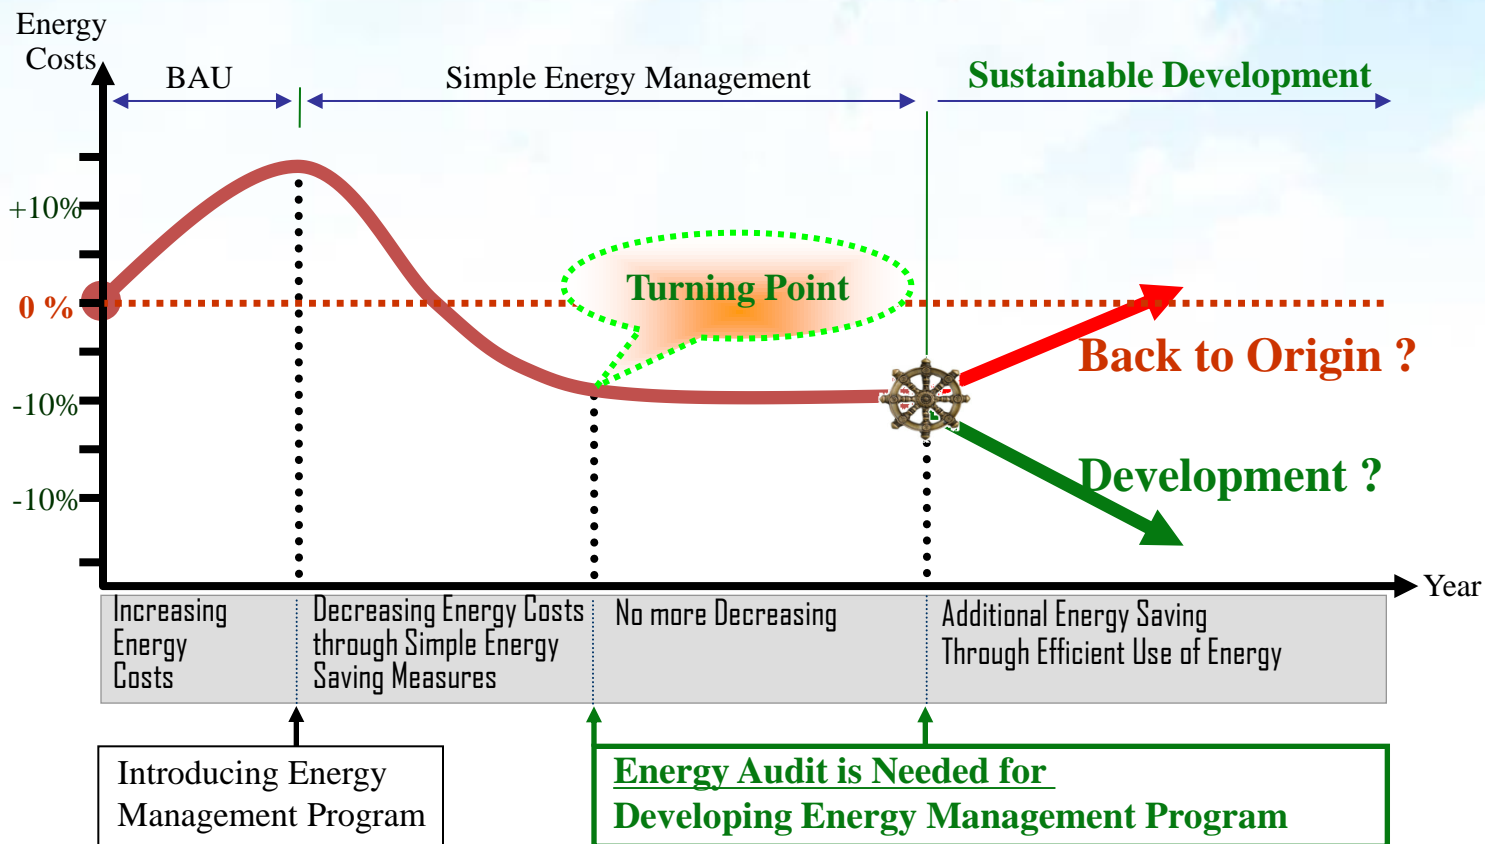 Energy
Costs
BAU
Simple Energy Management
Sustainable Development
+10%
0 %
-10%
-10%
Turning Point
Back to Origin ?
Development ?
Year
Increasing
Energy
Costs
Decreasing Energy Costs
through Simple Energy
Saving Measures
No more Decreasing
Additional Energy Saving
Through Efficient Use of Energy
Introducing Energy
Management Program
Energy Audit is Needed for
Developing Energy Management Program